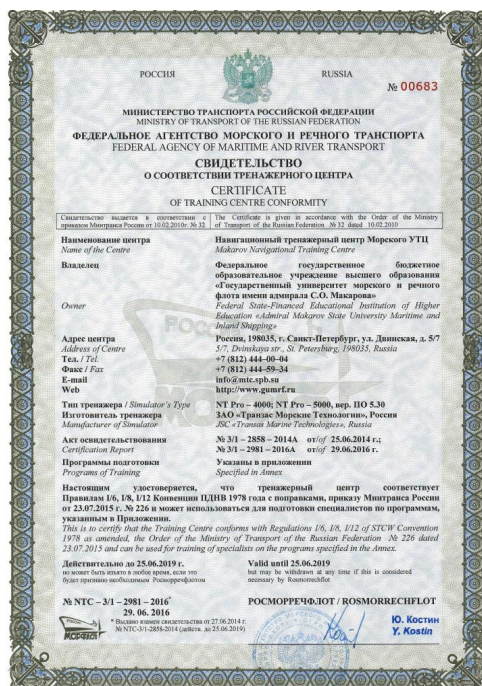 РОССИЯ RUSSIA
№ 00683
МИНИСТЕРСТВО ТРАНСПОРТА РОССИЙСКОЙ ФЕДЕРАЦИИ
MINISTRY OF TRANSPORT OF THE RUSSIAN FEDERATION
ФЕДЕРАЛЬНОЕ АГЕНТСТВО МОРСКОГО И РЕЧНОГО ТРАНСПОРТА
FEDERAL AGENCY OF MARITIME AND RIVER TRANSPORT
СВИДЕТЕЛЬСТВО
О СООТВЕТСТВИИ ТРЕНАЖЕРНОГО ЦЕНТРА
CERTIFICATE
OF TRAINING CENTRE CONFORMITY
Свидетельство выдается в соответствии с The Certificate is given in accordance with the Order of the Ministry
приказом Минтранса России от 10.02.2010г. № 32 of Transport of the Russian Federation № 32 dated 10.02.2010
Наименование центра Навигационный тренажерный центр Морского УТЦ
Name of the Centre Makarov Navigational Training Centre
Владелец Федеральное государственное бюджетное
образовательное учреждение высшего образования
«Государственный университет морского и речного
флота имени адмирала С.О. Макарова»
Owner Federal State-Financed Educational Institution of Higher
Education «Admiral Makarov State University Maritime and
Inland Shipping»
Адрес центра Россия, 198035, г. Санкт-Петербург, ул. Двинская, д. 5/7
Address of Centre 5/7, Dvinskaya str., St. Petersburg, 198035, Russia
Тел. / Tel. +7 (812) 444-00-04
Факс / Fax +7 (812) 444-59-34
E-mail info@mtc.spb.su
Web http://www.gumrf.ru
Тип тренажера / Simulator's Type NT Pro – 4000; NT Pro – 5000, вер. ПО 5.30
Изготовитель тренажера ЗАО «Транзас Морские Технологии», Россия
Manufacturer of Simulator JSC «Transas Marine Technologies», Russia
Акт освидетельствования № 3/1 – 2858 – 2014А от/of 25.06.2014 г.;
Certification Report № 3/1 – 2981 – 2016А от/of 29.06.2016 г.
Программы подготовки Указаны в приложении
Programs of Training Specified in Annex
Настоящим удостоверяется, что тренажерный центр соответствует
Правилам I/6, I/8, I/12 Конвенции ПДНВ 1978 года с поправками, приказу Минтранса России
от 23.07.2015 г. № 226 и может использоваться для подготовки специалистов по программам,
указанным в Приложении.
This is to certify that the Training Centre conforms with Regulations I/6, I/8, I/12 of STCW Convention
1978 as amended, the Order of the Ministry of Transport of the Russian Federation № 226 dated
23.07.2015 and can be used for training of specialists on the programs specified in the Annex.
Действительно до 25.06.2019 г. Valid until 25.06.2019
но может быть изъято в любое время, если это but may be withdrawn at any time if this is considered
будет признано необходимым Росморречфлотом necessary by Rosmorrechflot
№ NTC – 3/1 – 2981 – 2016* РОСМОРРЕЧФЛОТ / ROSMORRECHFLOT
29. 06. 2016
* Выдано взамен свидетельства от 27.06.2014 г. Ю. Костин
№ NTC-3/1-2858-2014 (действ. до 25.06.2019) Y. Kostin
МОРФЛОТ